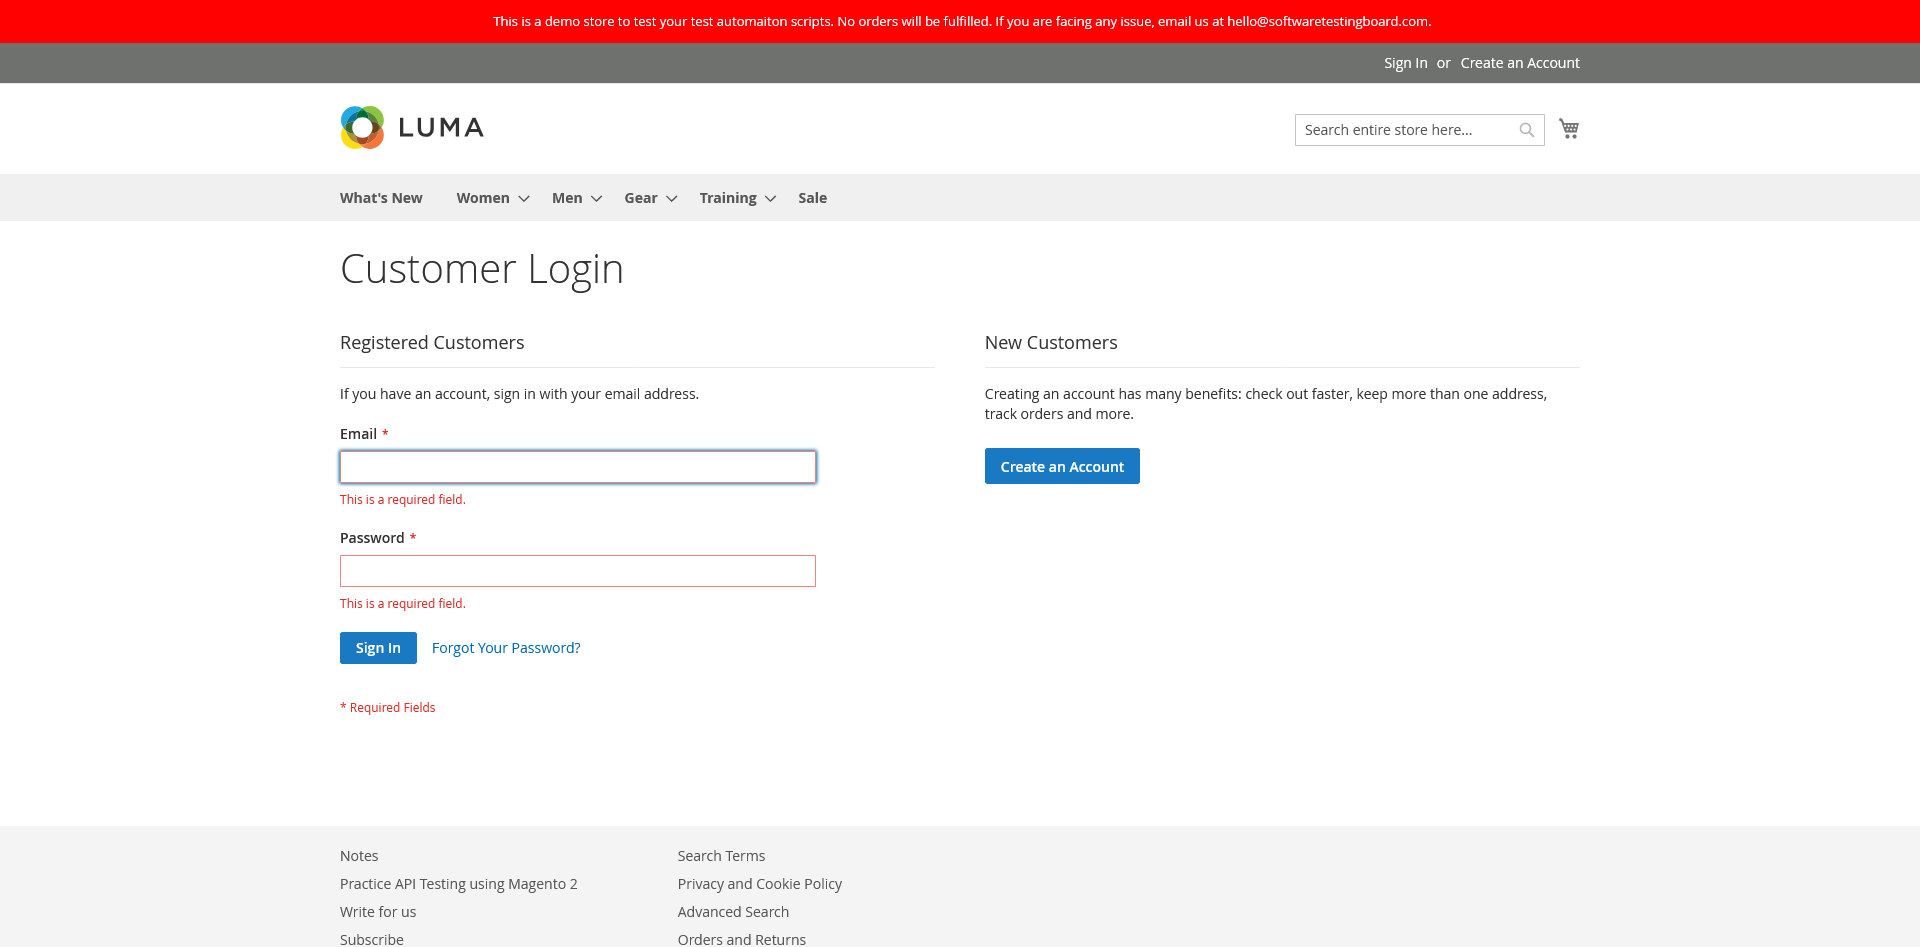 This is a demo store to test your test automaiton scripts. No orders will be fulfilled. If you are facing any issue, email us at hello@softwaretestingboard.com.
Sign In or Create an Account
LUMA
Search entire store here...
What's New Women Men Gear Training Sale
Customer Login
Registered Customers
If you have an account, sign in with your email address.
Email *
This is a required field.
Password *
This is a required field.
Sign In Forgot Your Password?
* Required Fields
New Customers
Creating an account has many benefits: check out faster, keep more than one address,
track orders and more.
Create an Account
Notes
Practice API Testing using Magento 2
Write for us
Subscribe
Search Terms
Privacy and Cookie Policy
Advanced Search
Orders and Returns